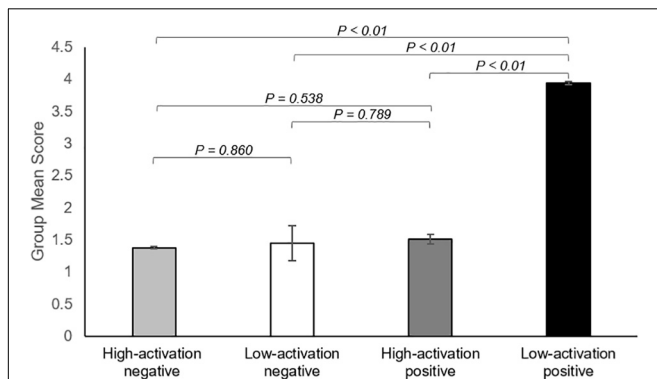 P < 0.01
P < 0.01
P < 0.01
P = 0.538
P = 0.789
P = 0.860
Group Mean Score
4.5
4
3.5
3
2.5
2
1.5
1
0.5
0
High-activation
negative
Low-activation
negative
High-activation
positive
Low-activation
positive